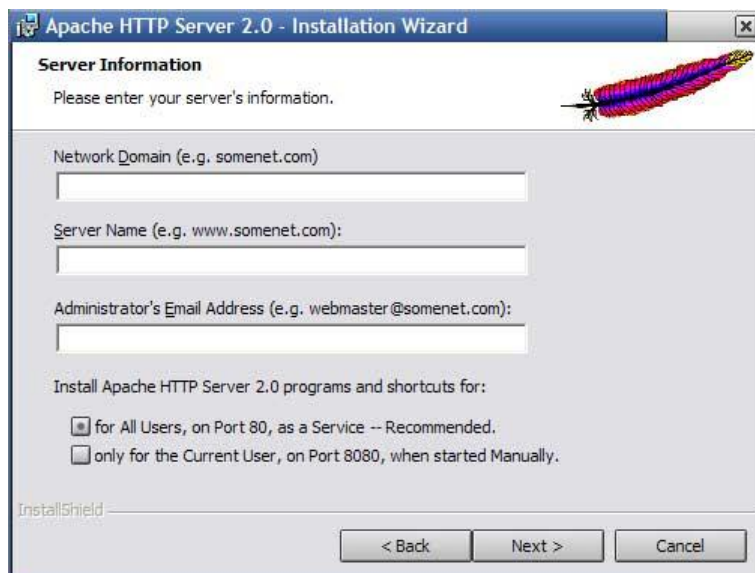 Apache HTTP Server 2.0 - Installation Wizard
Server Information
Please enter your server's information.
Network Domain (e.g. somenet.com)
Server Name (e.g. www.somenet.com):
Administrator's Email Address (e.g. webmaster@somenet.com):
Install Apache HTTP Server 2.0 programs and shortcuts for:
for All Users, on Port 80, as a Service -- Recommended.
only for the Current User, on Port 8080, when started Manually.
InstallShield
< Back Next > Cancel